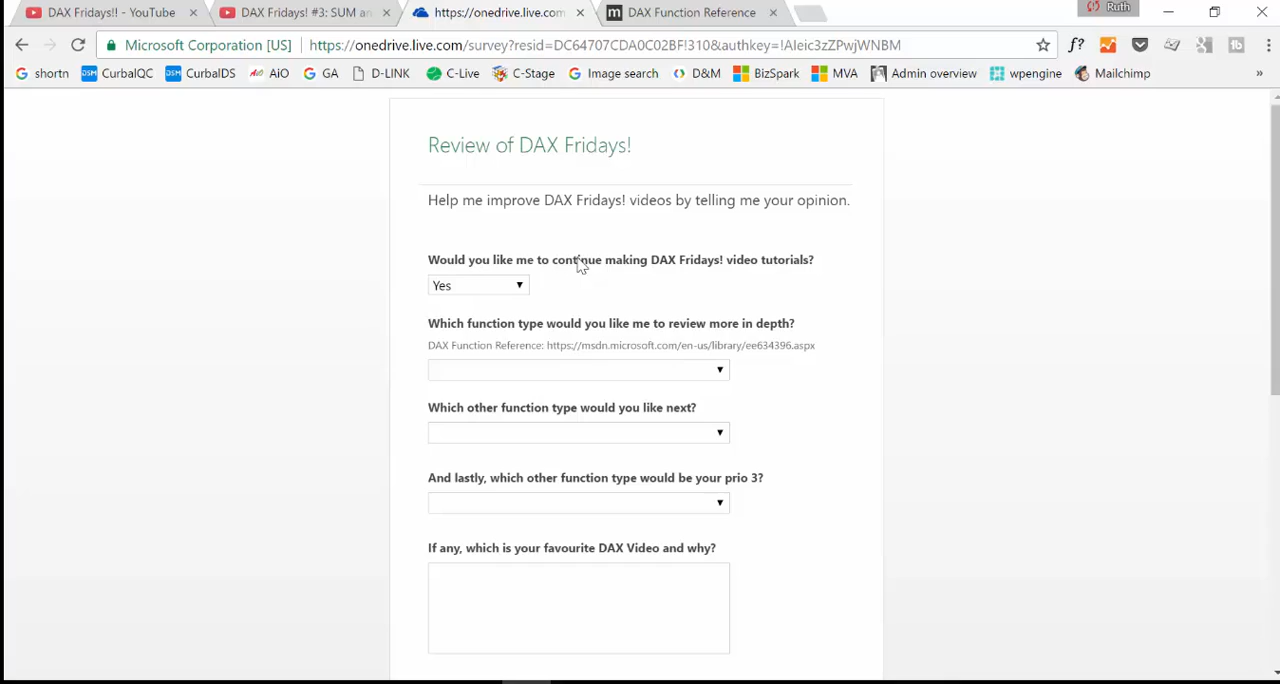 DAX Fridays!! - YouTube
DAX Fridays! #3: SUM an
https://onedrive.live.com
DAX Function Reference
Ruth
Microsoft Corporation [US]
https://onedrive.live.com/survey?resid=DC64707CDA0C02BF!310&authkey=!AIeic3zZPwjWNBM
shortn
CurbalQC
CurbalDS
AiO
GA
D-LINK
C-Live
C-Stage
Image search
D&M
BizSpark
MVA
Admin overview
wpengine
Mailchimp
»
Review of DAX Fridays!
Help me improve DAX Fridays! videos by telling me your opinion.
Would you like me to continue making DAX Fridays! video tutorials?
Yes
Which function type would you like me to review more in depth?
DAX Function Reference: https://msdn.microsoft.com/en-us/library/ee634396.aspx
Which other function type would you like next?
And lastly, which other function type would be your prio 3?
If any, which is your favourite DAX Video and why?